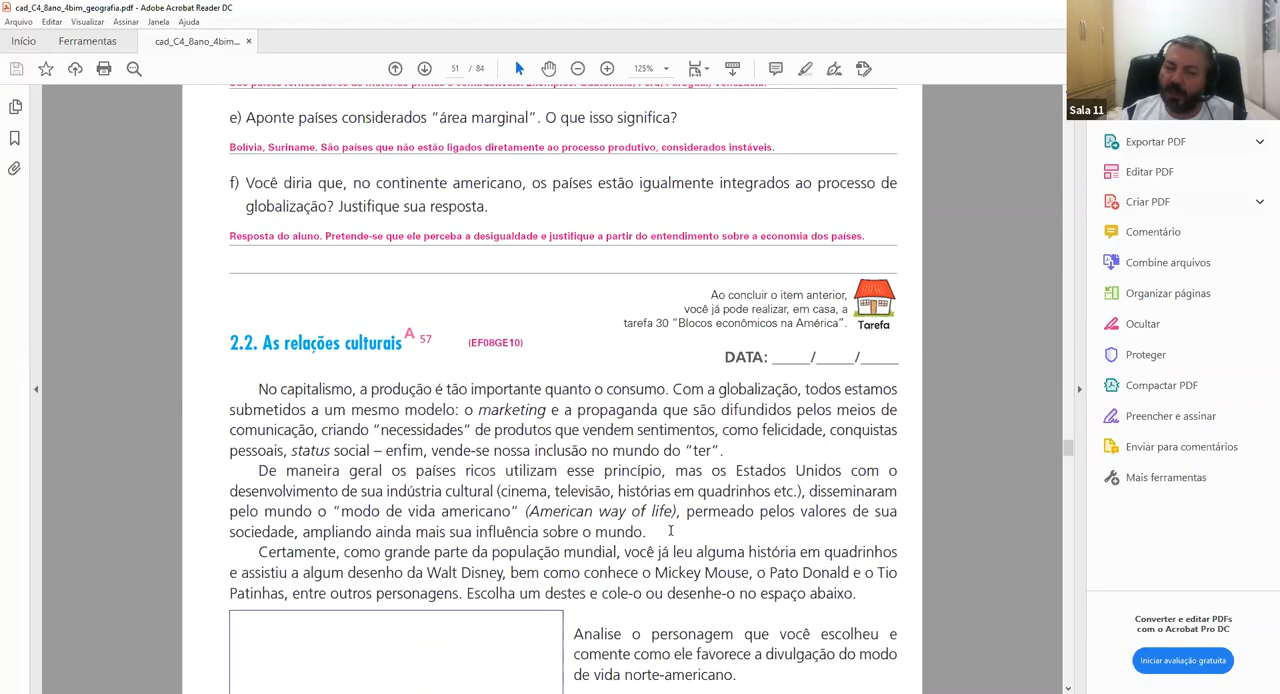 cad_C4_8ano_4bim_geografia.pdf - Adobe Acrobat Reader DC
Arquivo Editar Visualizar Assinar Janela Ajuda
Início Ferramentas cad_C4_8ano_4bim... ×
51 / 84 125%
e) Aponte países considerados "área marginal". O que isso significa?
Bolívia, Suriname. São países que não estão ligados diretamente ao processo produtivo, considerados instáveis.
f) Você diria que, no continente americano, os países estão igualmente integrados ao processo de
globalização? Justifique sua resposta.
Resposta do aluno. Pretende-se que ele perceba a desigualdade e justifique a partir do entendimento sobre a economia dos países.
Ao concluir o item anterior,
você já pode realizar, em casa, a
tarefa 30 "Blocos econômicos na América".
Tarefa
2.2. As relações culturais A 57 (EF08GE10)
DATA: _____/_____/_____
No capitalismo, a produção é tão importante quanto o consumo. Com a globalização, todos estamos
submetidos a um mesmo modelo: o marketing e a propaganda que são difundidos pelos meios de
comunicação, criando "necessidades" de produtos que vendem sentimentos, como felicidade, conquistas
pessoais, status social – enfim, vende-se nossa inclusão no mundo do "ter".
De maneira geral os países ricos utilizam esse princípio, mas os Estados Unidos com o
desenvolvimento de sua indústria cultural (cinema, televisão, histórias em quadrinhos etc.), disseminaram
pelo mundo o "modo de vida americano" (American way of life), permeado pelos valores de sua
sociedade, ampliando ainda mais sua influência sobre o mundo.
Certamente, como grande parte da população mundial, você já leu alguma história em quadrinhos
e assistiu a algum desenho da Walt Disney, bem como conhece o Mickey Mouse, o Pato Donald e o Tio
Patinhas, entre outros personagens. Escolha um destes e cole-o ou desenhe-o no espaço abaixo.
Analise o personagem que você escolheu e
comente como ele favorece a divulgação do modo
de vida norte-americano.
Sala 11
Exportar PDF
Editar PDF
Criar PDF
Comentário
Combine arquivos
Organizar páginas
Ocultar
Proteger
Compactar PDF
Preencher e assinar
Enviar para comentários
Mais ferramentas
Converter e editar PDFs
com o Acrobat Pro DC
Iniciar avaliação gratuita